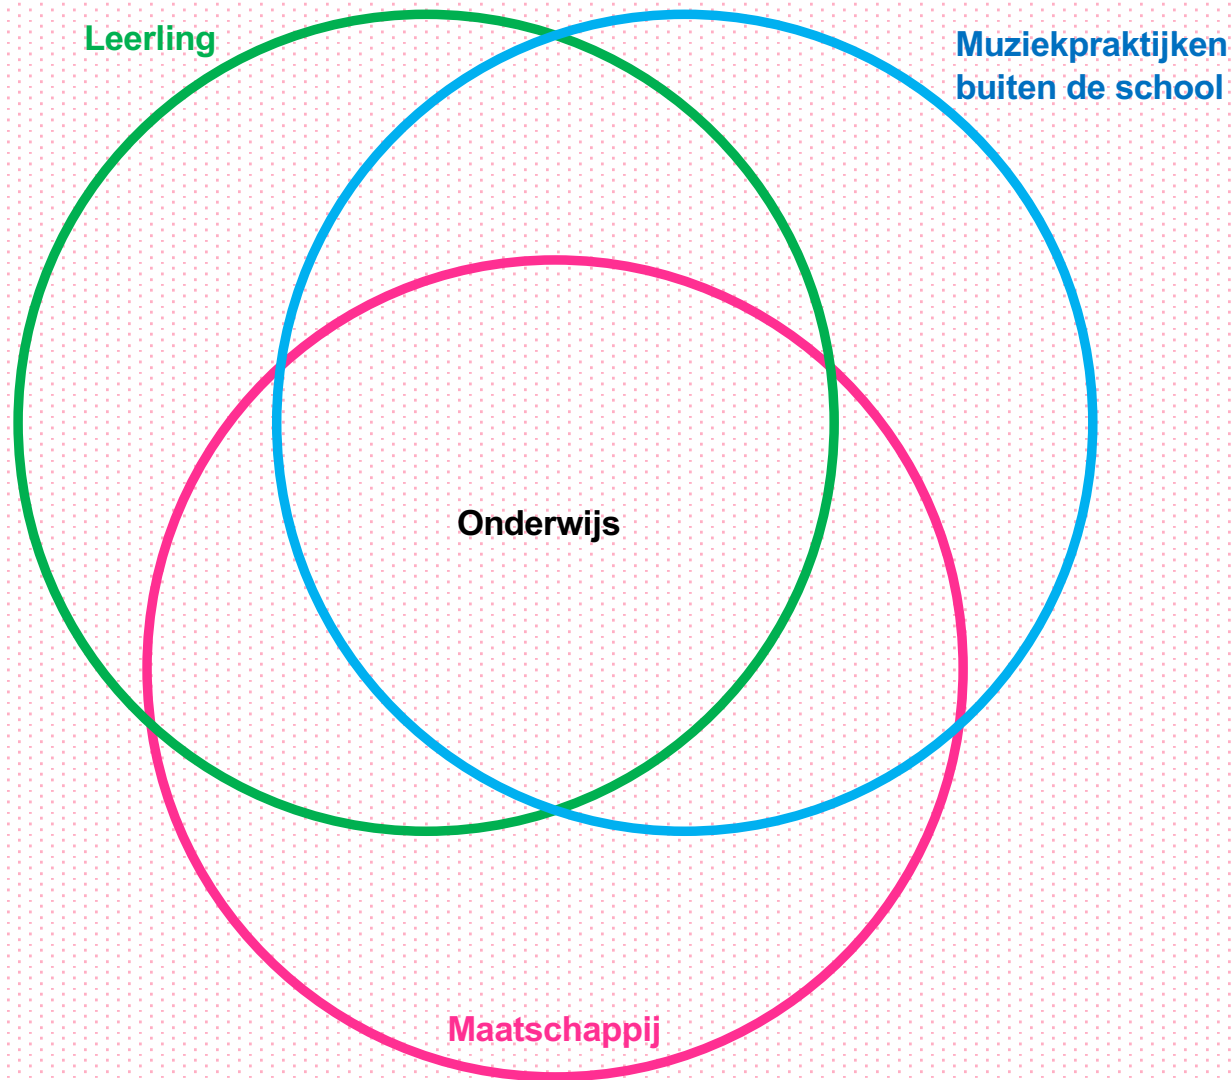 Leerling
Muziekpraktijken
buiten de school
Onderwijs
Maatschappij